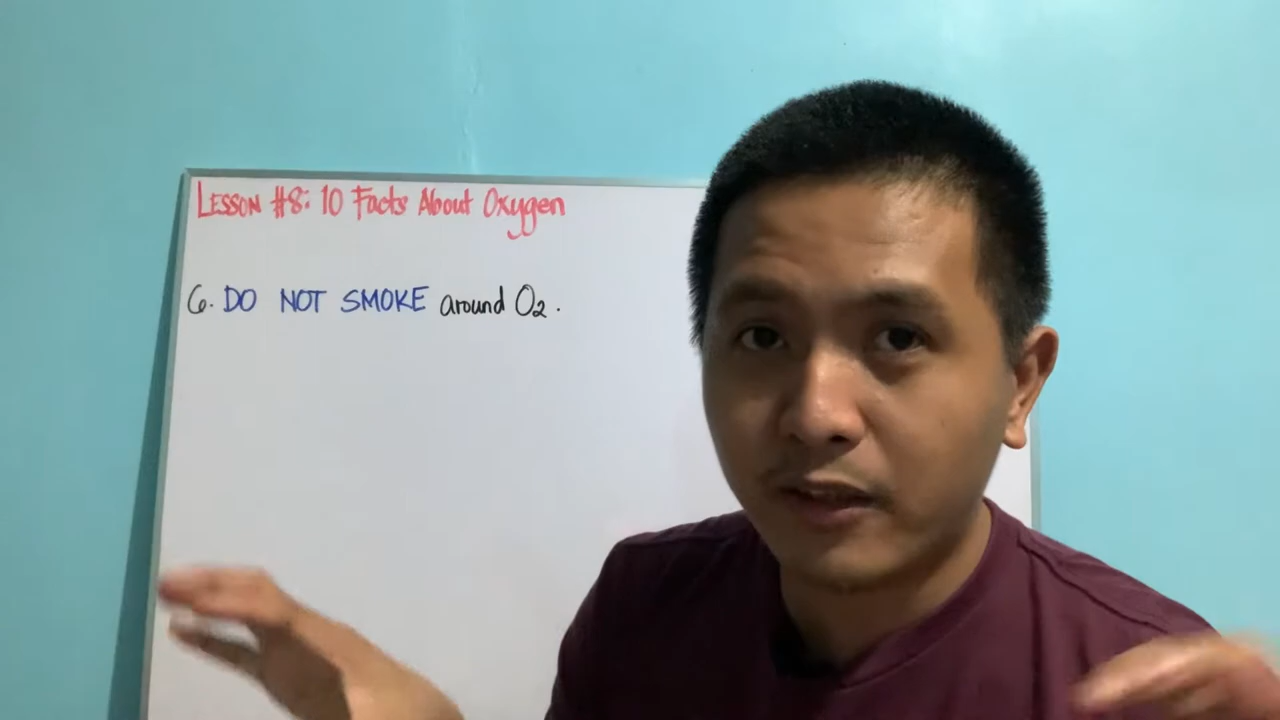 LESSON #8: 10 Facts About Oxygen
6. DO NOT SMOKE around O₂.